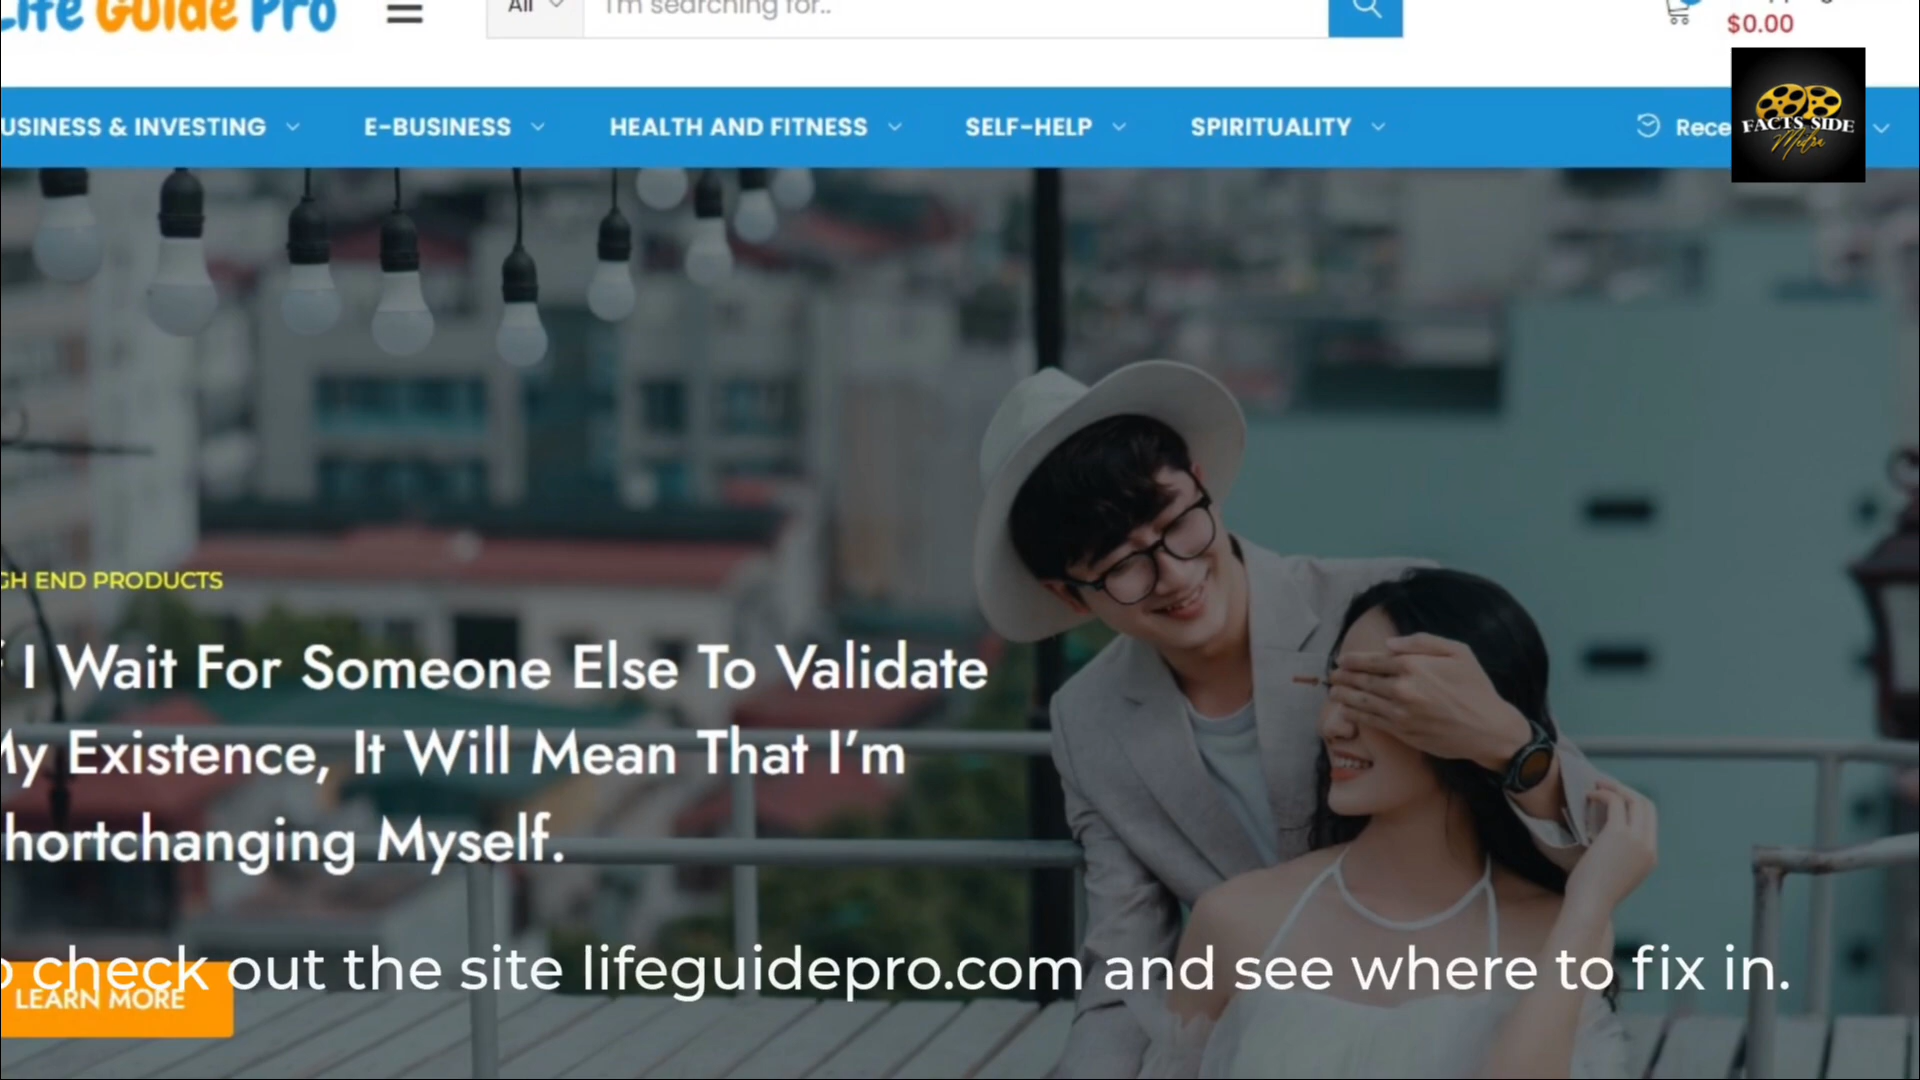 Life Guide Pro
All
I'm searching for..
$0.00
USINESS & INVESTING
E-BUSINESS
HEALTH AND FITNESS
SELF-HELP
SPIRITUALITY
Rece
FACTS SIDE
Media
GH END PRODUCTS
I Wait For Someone Else To Validate
My Existence, It Will Mean That I'm
hortchanging Myself.
check out the site lifeguidepro.com and see where to fix in.
LEARN MORE